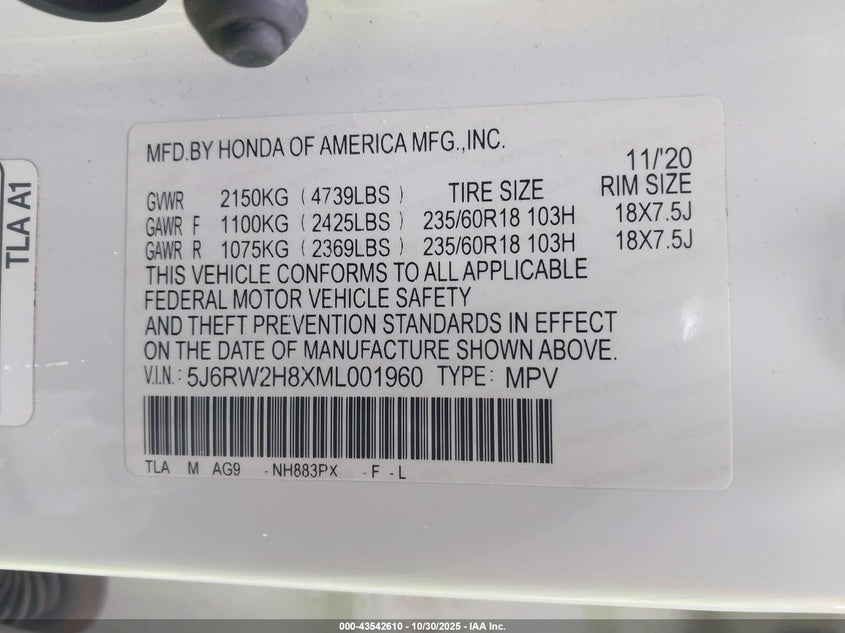 MFD.BY HONDA OF AMERICA MFG.,INC.
11/'20
GVWR 2150KG ( 4739LBS ) TIRE SIZE RIM SIZE
GAWR F 1100KG ( 2425LBS ) 235/60R18 103H 18X7.5J
GAWR R 1075KG ( 2369LBS ) 235/60R18 103H 18X7.5J
THIS VEHICLE CONFORMS TO ALL APPLICABLE
FEDERAL MOTOR VEHICLE SAFETY
AND THEFT PREVENTION STANDARDS IN EFFECT
ON THE DATE OF MANUFACTURE SHOWN ABOVE.
V.I.N.: 5J6RW2H8XML001960 TYPE: MPV
TLA M AG9 -NH883PX -F -L
TLA A1
000-43542610 - 10/30/2025 - IAA Inc.